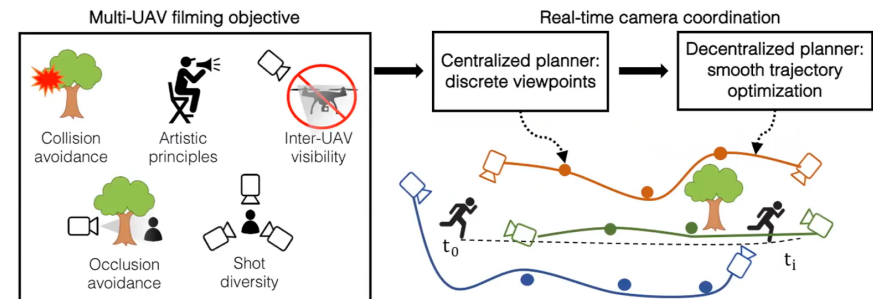 Multi-UAV filming objective
Collision
avoidance
Artistic
principles
Inter-UAV
visibility
Occlusion
avoidance
Shot
diversity
Real-time camera coordination
Centralized planner:
discrete viewpoints
Decentralized planner:
smooth trajectory
optimization
t0
ti